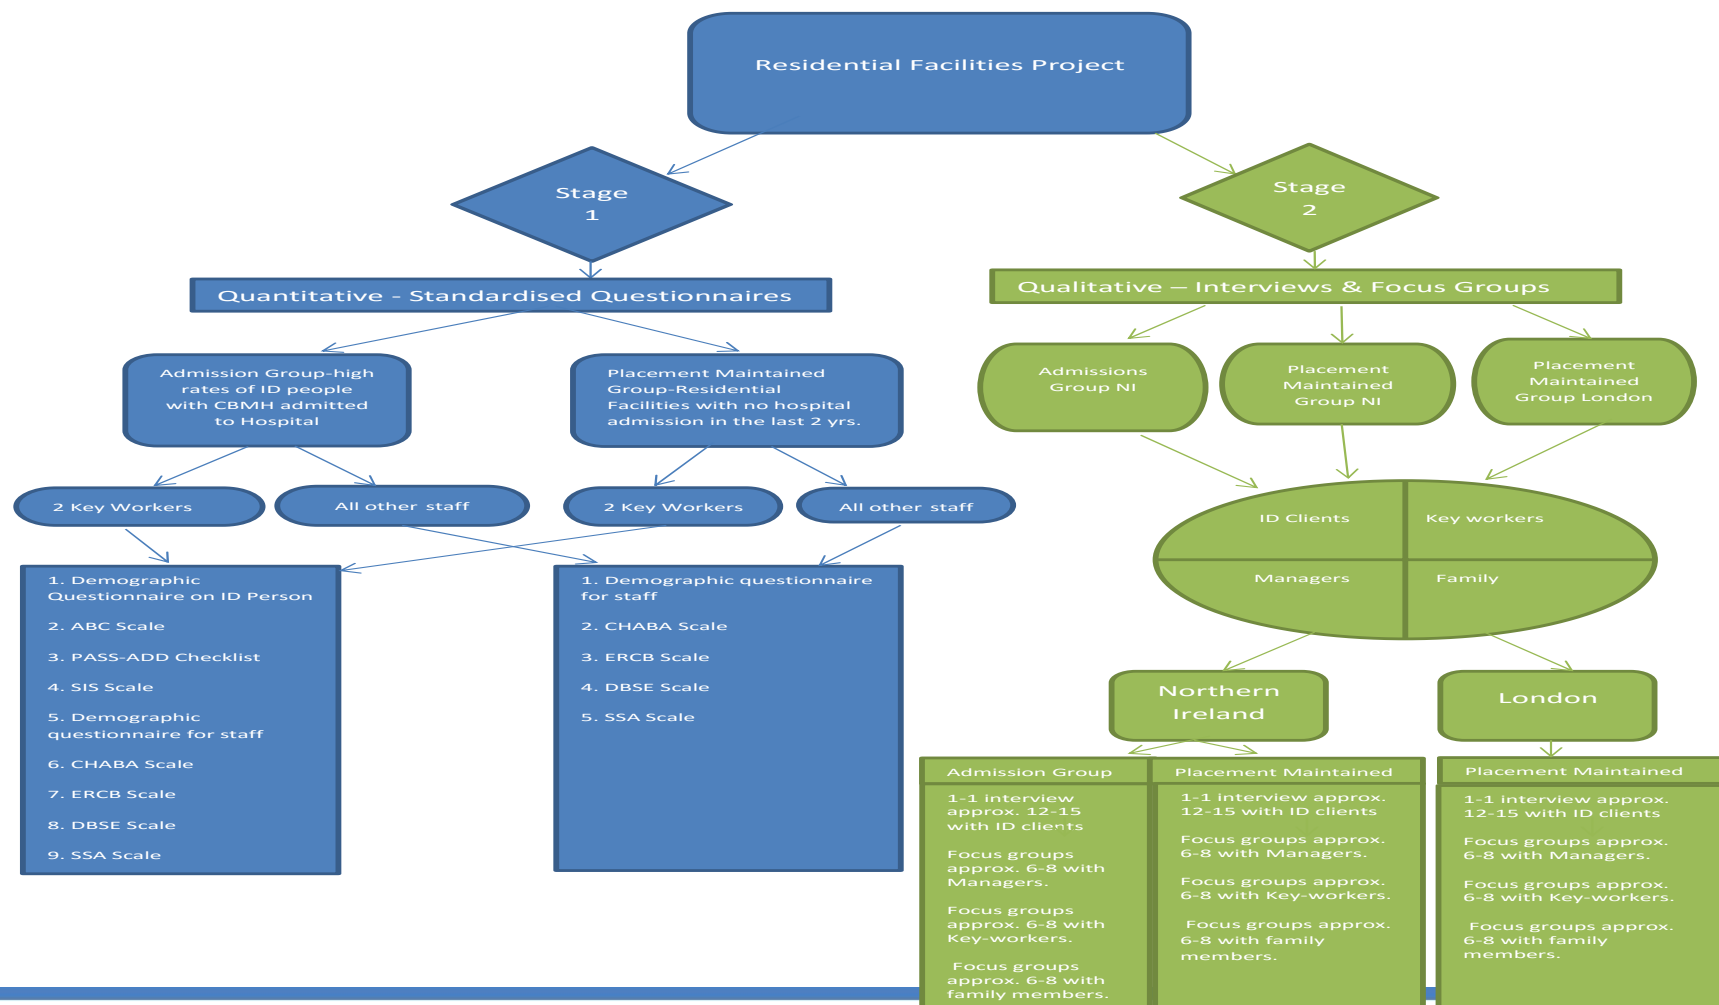 Residential Facilities Project
Stage
1
Stage
2
Quantitative - Standardised Questionnaires
Qualitative – Interviews & Focus Groups
Admission Group-high
rates of ID people
with CBMH admitted
to Hospital
Placement Maintained
Group-Residential
Facilities with no hospital
admission in the last 2 yrs.
Admissions
Group NI
Placement
Maintained
Group NI
Placement
Maintained
Group London
2 Key Workers
All other staff
2 Key Workers
All other staff
ID Clients
Key workers
Managers
Family
1. Demographic
Questionnaire on ID Person
2. ABC Scale
3. PASS-ADD Checklist
4. SIS Scale
5. Demographic
questionnaire for staff
6. CHABA Scale
7. ERCB Scale
8. DBSE Scale
9. SSA Scale
1. Demographic questionnaire
for staff
2. CHABA Scale
3. ERCB Scale
4. DBSE Scale
5. SSA Scale
Northern
Ireland
London
Admission Group
1-1 interview
approx. 12-15
with ID clients
Focus groups
approx. 6-8 with
Managers.
Focus groups
approx. 6-8 with
Key-workers.
Focus groups
approx. 6-8 with
family members.
Placement Maintained
1-1 interview approx.
12-15 with ID clients
Focus groups approx.
6-8 with Managers.
Focus groups approx.
6-8 with Key-workers.
Focus groups approx.
6-8 with family
members.
Placement Maintained
1-1 interview approx.
12-15 with ID clients
Focus groups approx.
6-8 with Managers.
Focus groups approx.
6-8 with Key-workers.
Focus groups approx.
6-8 with family
members.